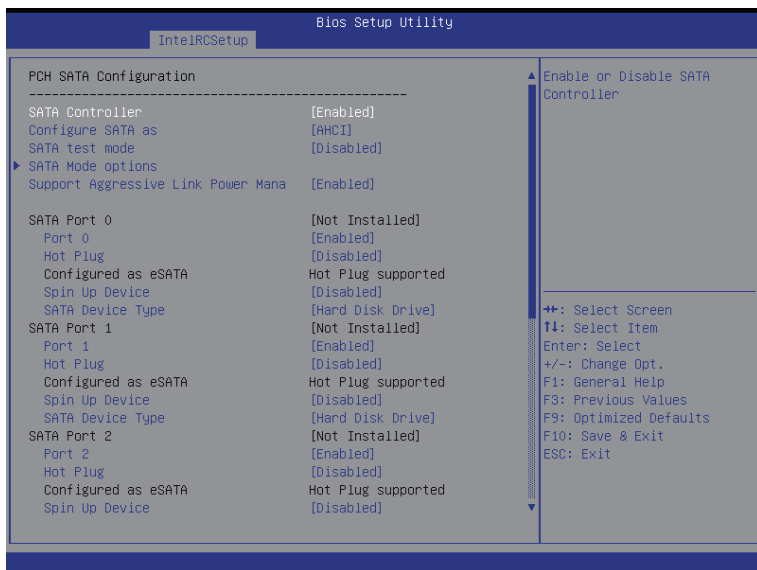 Bios Setup Utility
IntelRCSetup
PCH SATA Configuration
--------------------------------------------------
SATA Controller [Enabled]
Configure SATA as [AHCI]
SATA test mode [Disabled]
SATA Mode options
Support Aggressive Link Power Mana [Enabled]
SATA Port 0 [Not Installed]
Port 0 [Enabled]
Hot Plug [Disabled]
Configured as eSATA Hot Plug supported
Spin Up Device [Disabled]
SATA Device Type [Hard Disk Drive]
SATA Port 1 [Not Installed]
Port 1 [Enabled]
Hot Plug [Disabled]
Configured as eSATA Hot Plug supported
Spin Up Device [Disabled]
SATA Device Type [Hard Disk Drive]
SATA Port 2 [Not Installed]
Port 2 [Enabled]
Hot Plug [Disabled]
Configured as eSATA Hot Plug supported
Spin Up Device [Disabled]
Enable or Disable SATA
Controller
→←: Select Screen
↑↓: Select Item
Enter: Select
+/-: Change Opt.
F1: General Help
F3: Previous Values
F9: Optimized Defaults
F10: Save & Exit
ESC: Exit